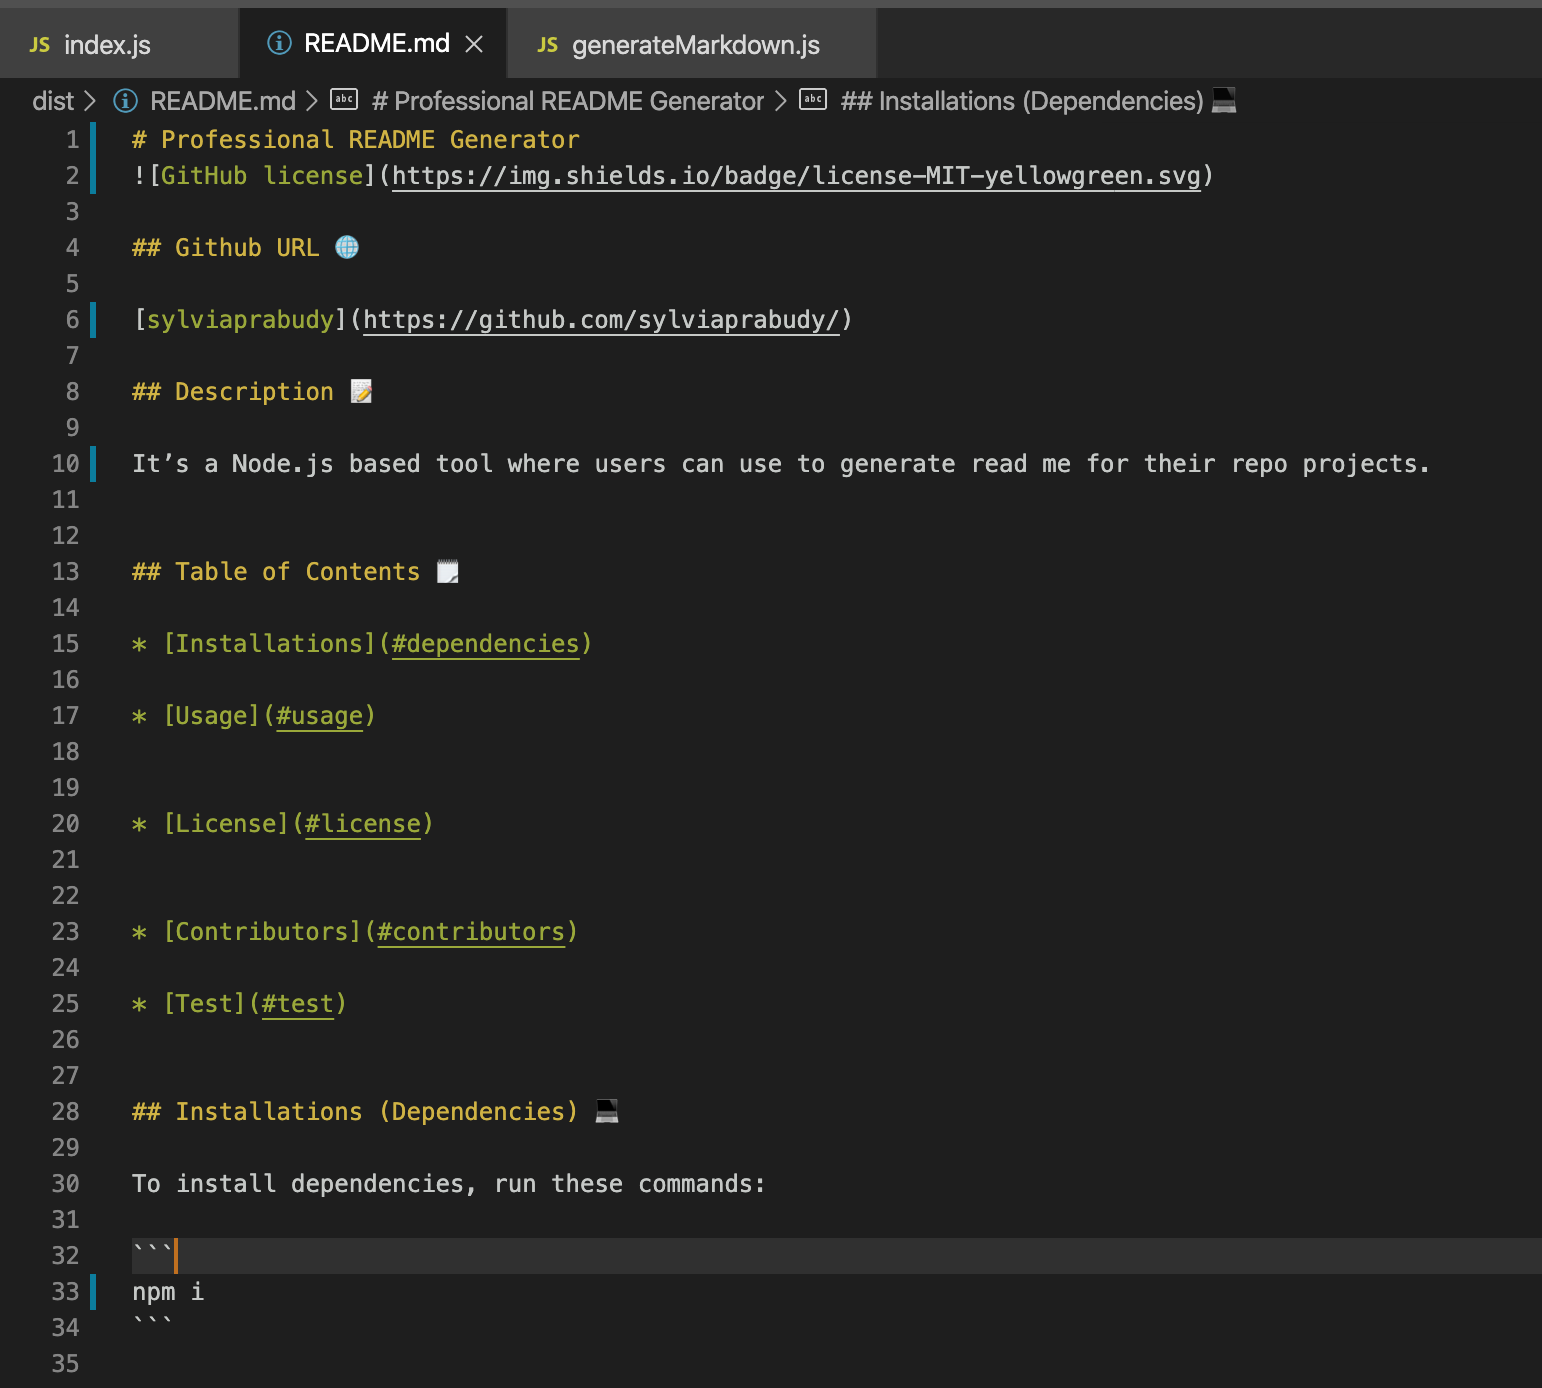 JS index.js README.md JS generateMarkdown.js
dist > README.md > # Professional README Generator > ## Installations (Dependencies) 💻
1 # Professional README Generator
2 ![GitHub license](https://img.shields.io/badge/license-MIT-yellowgreen.svg)
3
4 ## Github URL 🌐
5
6 [sylviaprabudy](https://github.com/sylviaprabudy/)
7
8 ## Description 📝
9
10 It’s a Node.js based tool where users can use to generate read me for their repo projects.
11
12
13 ## Table of Contents 🗒
14
15 * [Installations](#dependencies)
16
17 * [Usage](#usage)
18
19
20 * [License](#license)
21
22
23 * [Contributors](#contributors)
24
25 * [Test](#test)
26
27
28 ## Installations (Dependencies) 💻
29
30 To install dependencies, run these commands:
31
32 ```
33 npm i
34 ```
35